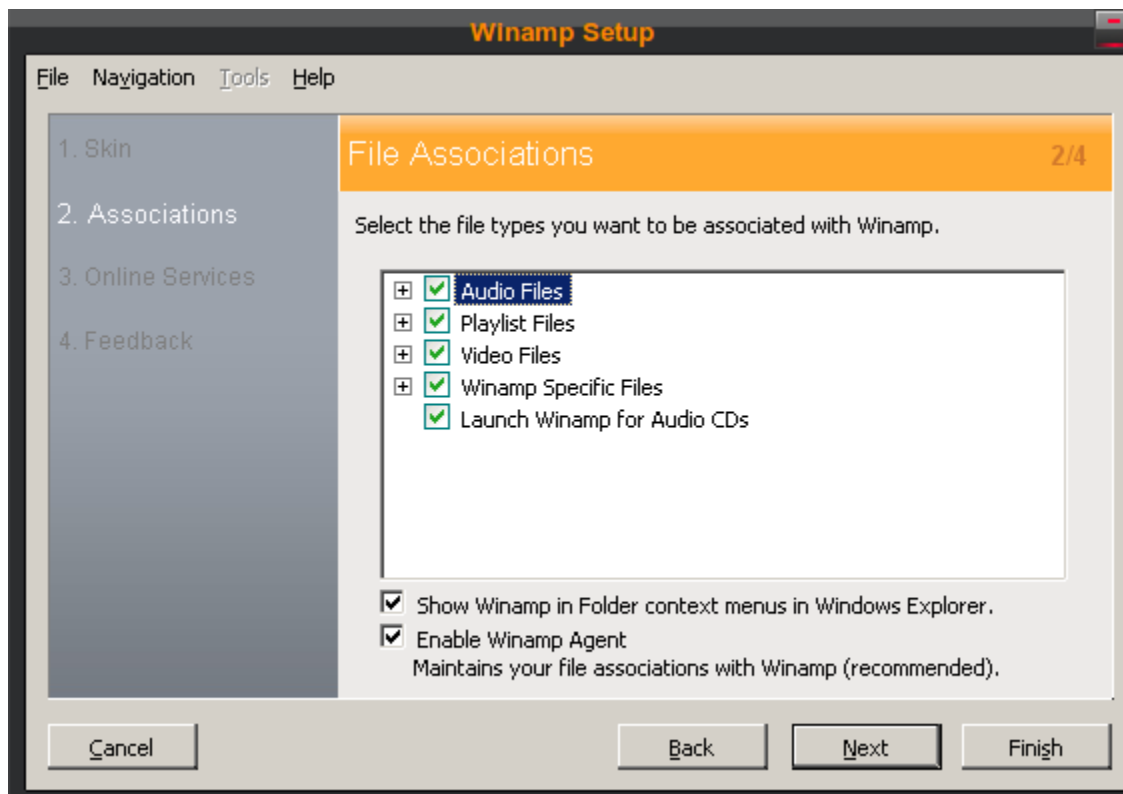 Winamp Setup
File Navigation Tools Help
1. Skin
2. Associations
3. Online Services
4. Feedback
File Associations 2/4
Select the file types you want to be associated with Winamp.
Audio Files
Playlist Files
Video Files
Winamp Specific Files
Launch Winamp for Audio CDs
Show Winamp in Folder context menus in Windows Explorer.
Enable Winamp Agent
Maintains your file associations with Winamp (recommended).
Cancel Back Next Finish